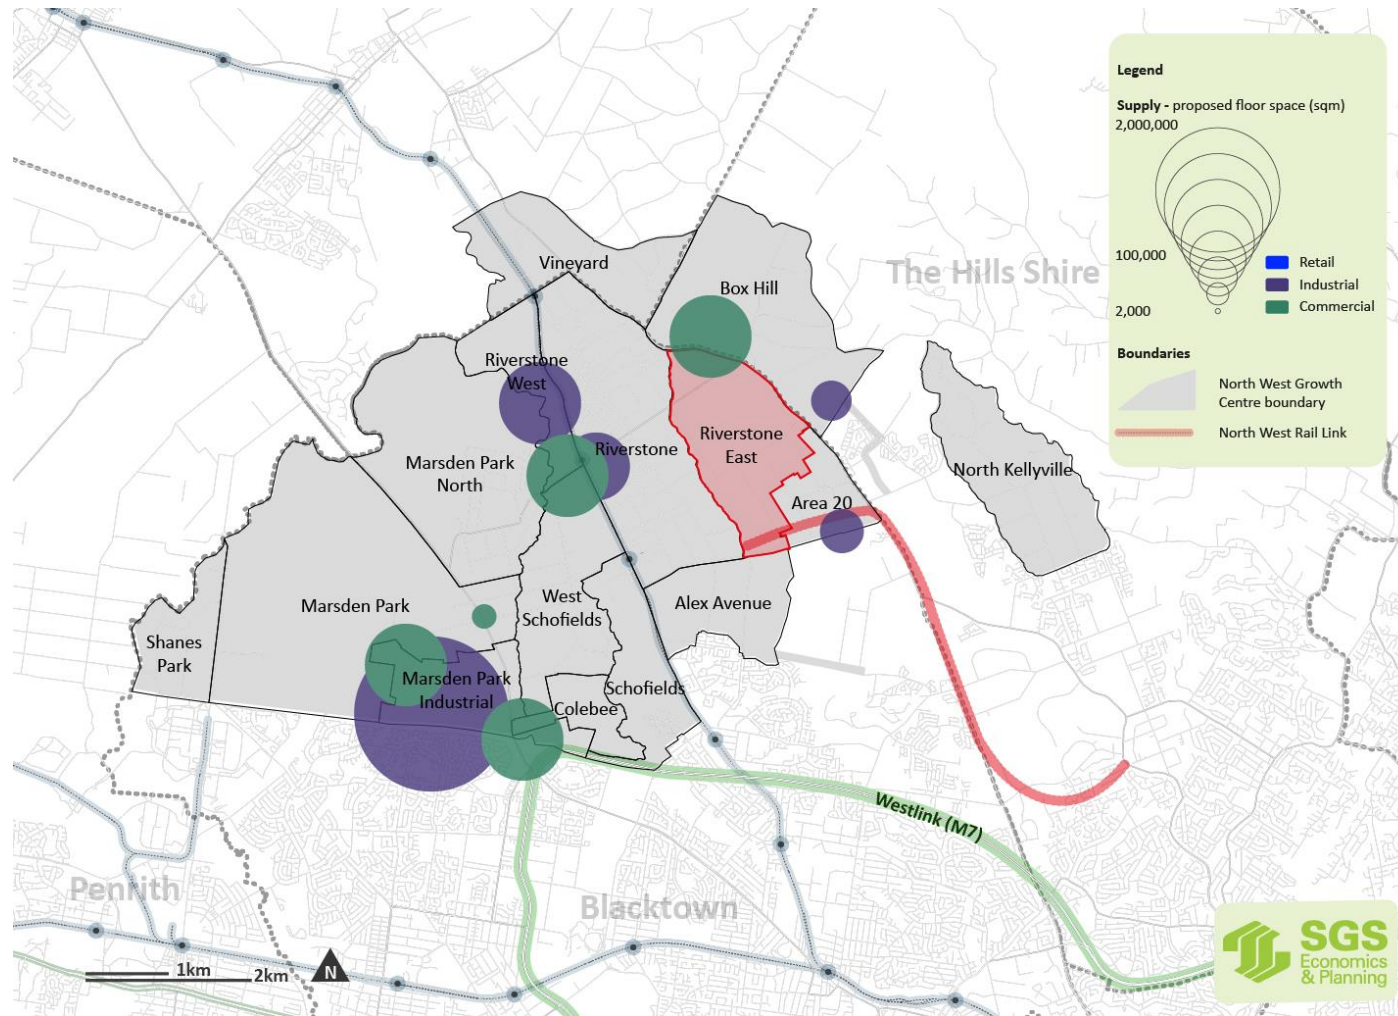 Legend
Supply - proposed floor space (sqm)
2,000,000
100,000
2,000
Retail
Industrial
Commercial
Boundaries
North West Growth
Centre boundary
North West Rail Link
The Hills Shire
Vineyard
Box Hill
Riverstone
West
Riverstone
Riverstone
East
Marsden Park
North
North Kellyville
Area 20
Marsden Park
West
Schofields
Alex Avenue
Shanes
Park
Marsden Park
Industrial
Schofields
Colebee
Westlink (M7)
Penrith
Blacktown
1km
2km
N
SGS
Economics
& Planning